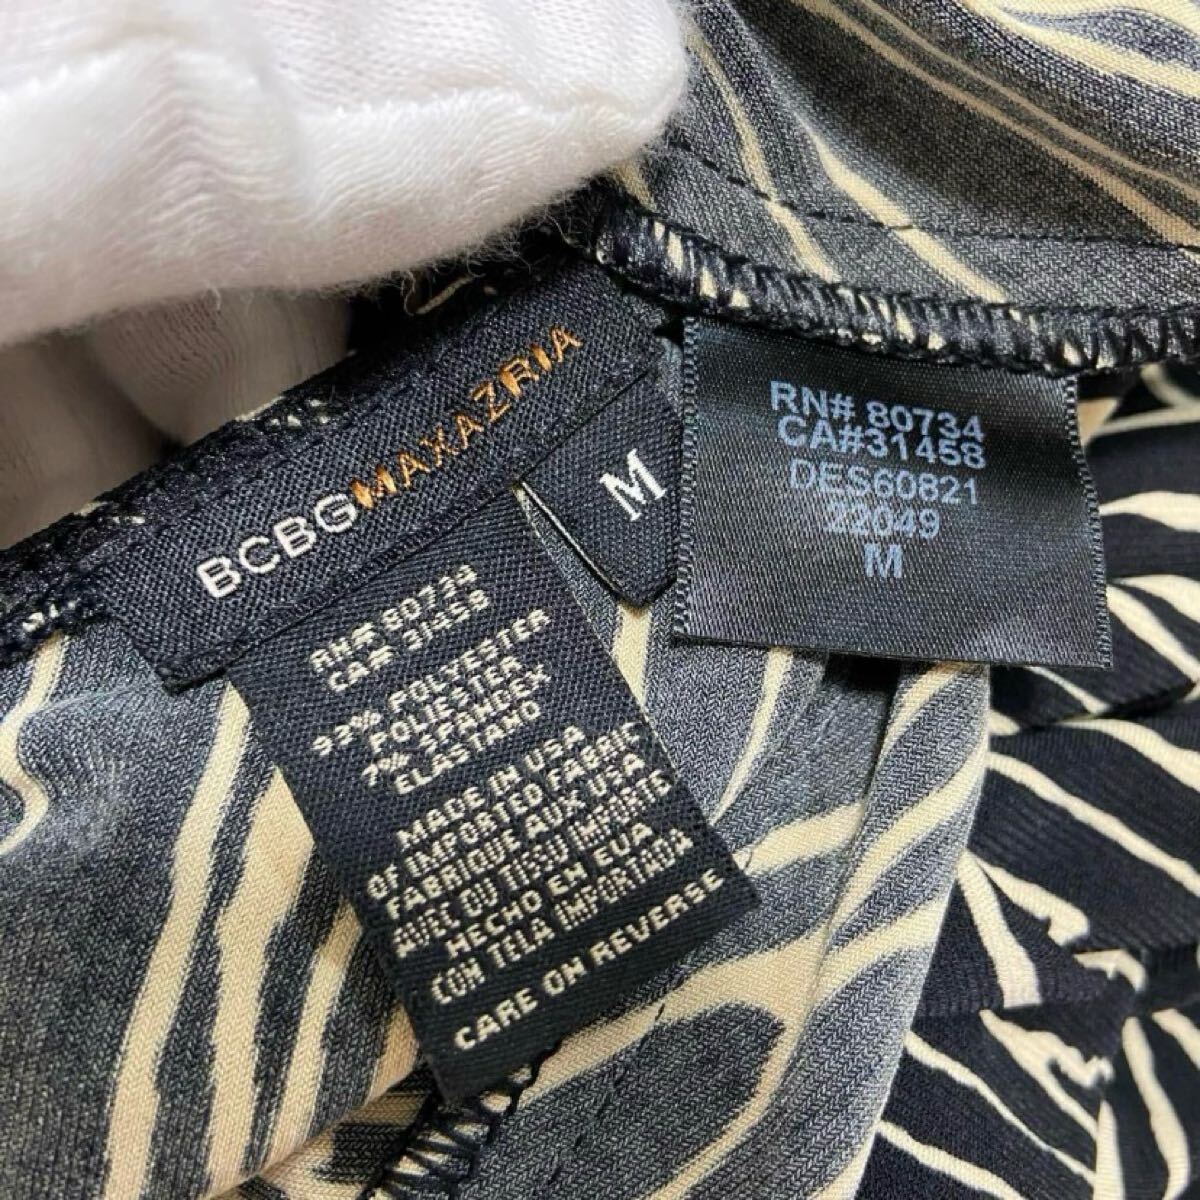 BCBGMAXAZRIA
M
RN# 80734
CA# 31458
93% POLYESTER
POLIESTER
7% SPANDEX
ELASTANO
MADE IN USA
OF IMPORTED FABRIC
FABRIQUE AUX USA
AVEC DU TISSU IMPORTE
HECHO EN EUA
CON TELA IMPORTADA
CARE ON REVERSE
RN# 80734
CA#31458
DES60821
22049
M